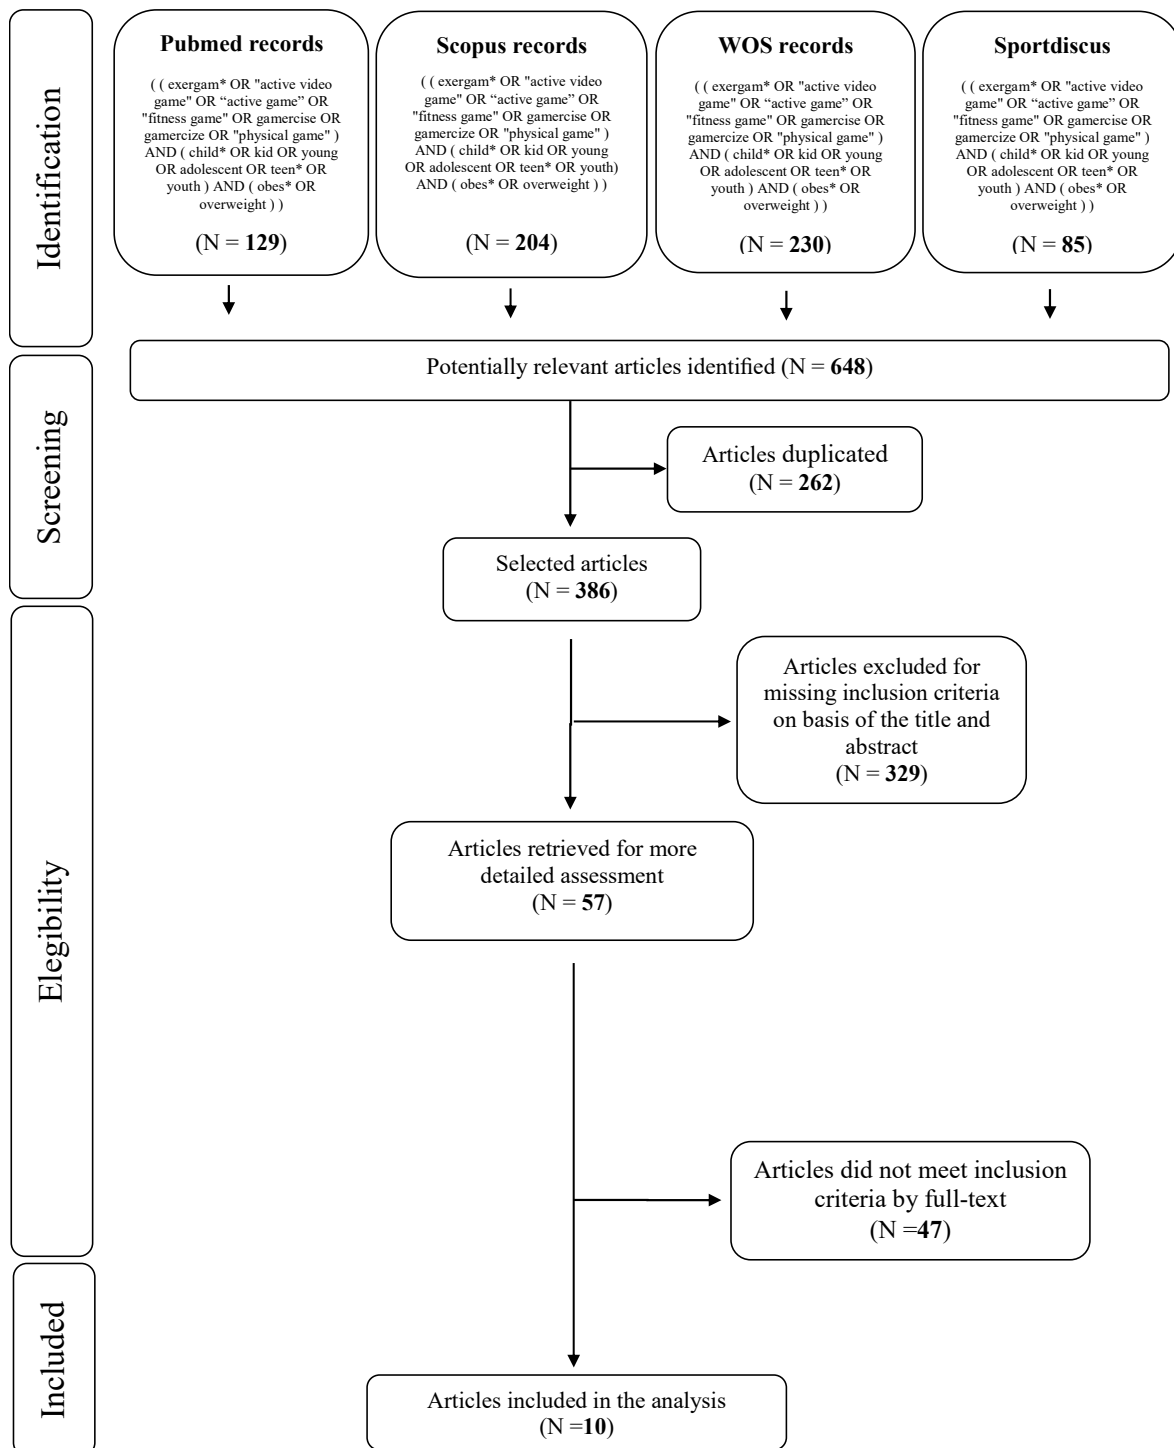 Identification
Pubmed records
( ( exergam* OR "active video
game" OR “active game” OR
"fitness game" OR gamercise OR
gamercize OR "physical game" )
AND ( child* OR kid OR young
OR adolescent OR teen* OR
youth ) AND ( obes* OR
overweight ) )
(N = 129)
Scopus records
( ( exergam* OR "active video
game" OR “active game” OR
"fitness game" OR gamercise OR
gamercize OR "physical game" )
AND ( child* OR kid OR young
OR adolescent OR teen* OR youth)
AND ( obes* OR overweight ) )
(N = 204)
WOS records
( ( exergam* OR "active video
game" OR “active game” OR
"fitness game" OR gamercise OR
gamercize OR "physical game" )
AND ( child* OR kid OR young
OR adolescent OR teen* OR
youth ) AND ( obes* OR
overweight ) )
(N = 230)
Sportdiscus
( ( exergam* OR "active video
game" OR “active game” OR
"fitness game" OR gamercise OR
gamercize OR "physical game" )
AND ( child* OR kid OR young
OR adolescent OR teen* OR
youth ) AND ( obes* OR
overweight ) )
(N = 85)
Screening
Potentially relevant articles identified (N = 648)
Articles duplicated
(N = 262)
Selected articles
(N = 386)
Elegibility
Articles excluded for
missing inclusion criteria
on basis of the title and
abstract
(N = 329)
Articles retrieved for more
detailed assessment
(N = 57)
Articles did not meet inclusion
criteria by full-text
(N =47)
Included
Articles included in the analysis
(N =10)